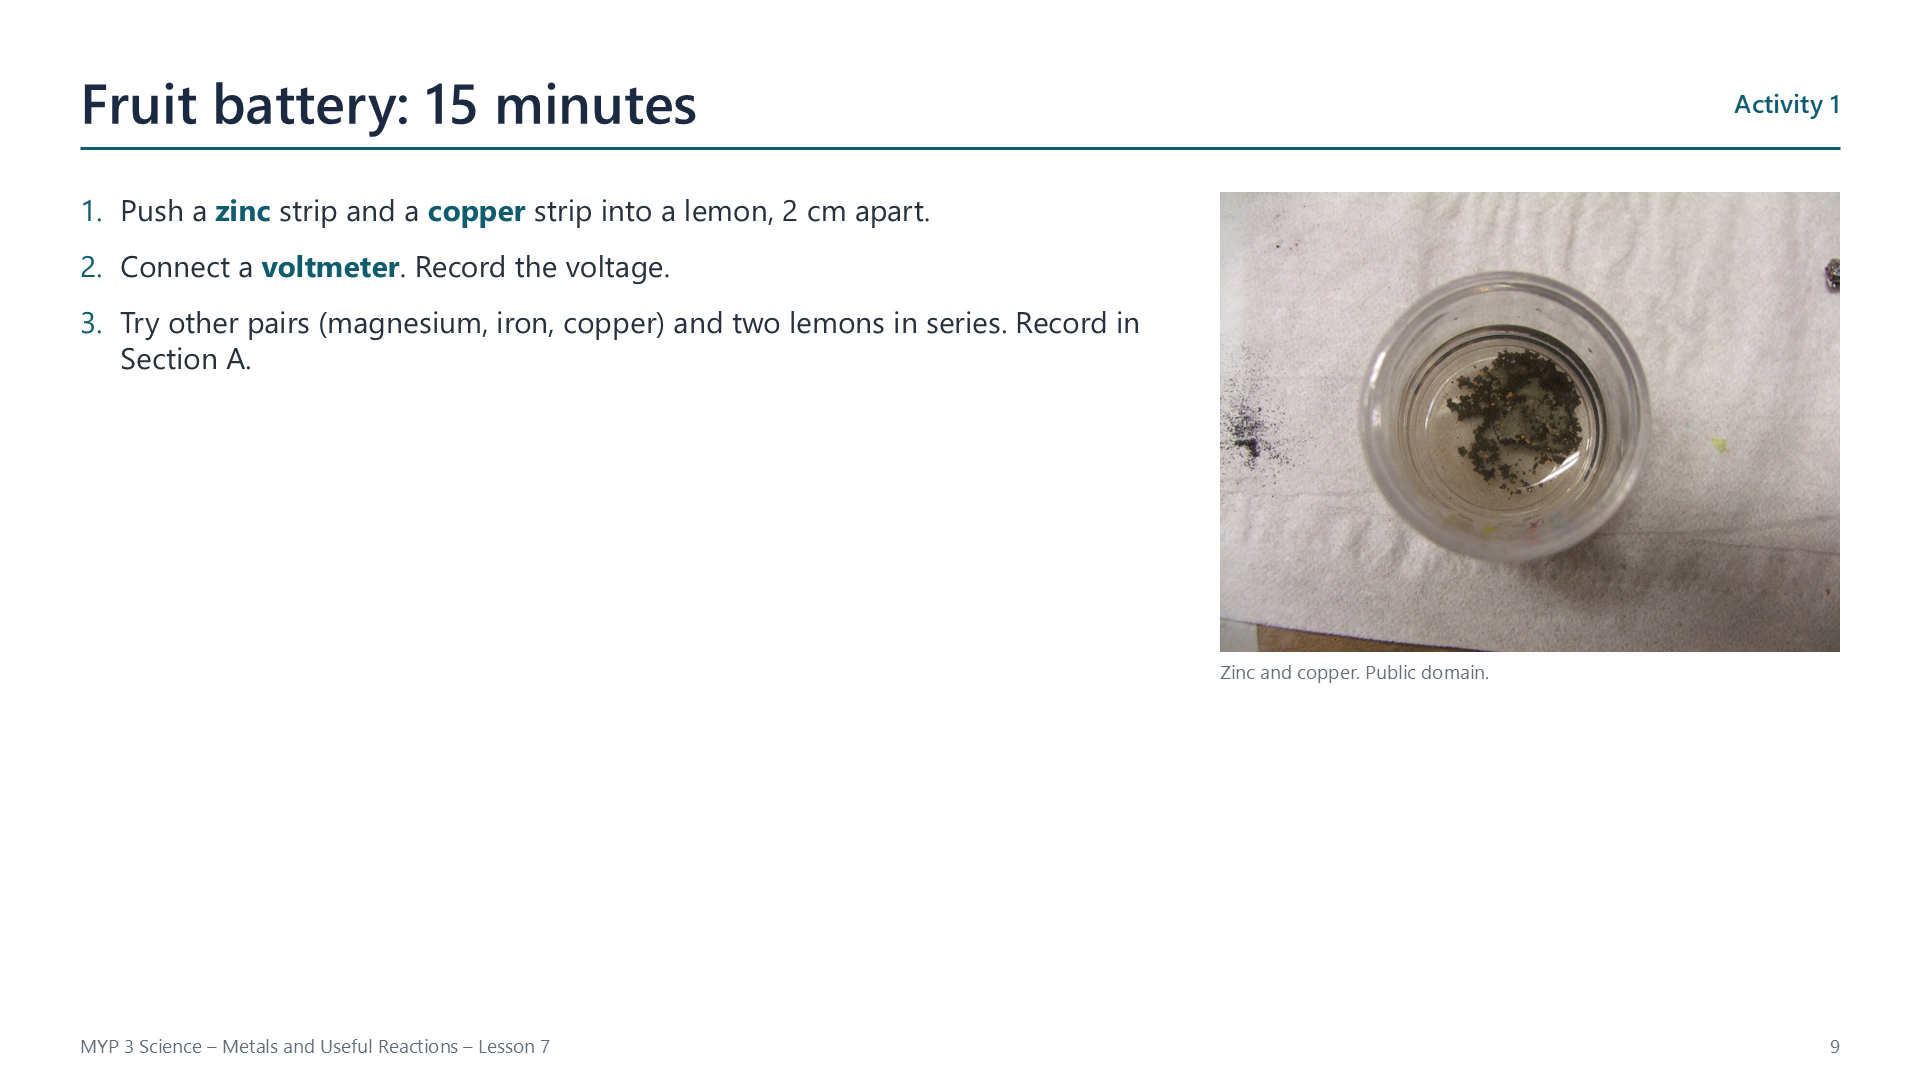 Fruit battery: 15 minutes
Activity 1
1. Push a zinc strip and a copper strip into a lemon, 2 cm apart.
2. Connect a voltmeter. Record the voltage.
3. Try other pairs (magnesium, iron, copper) and two lemons in series. Record in
Section A.
Zinc and copper. Public domain.
MYP 3 Science – Metals and Useful Reactions – Lesson 7
9